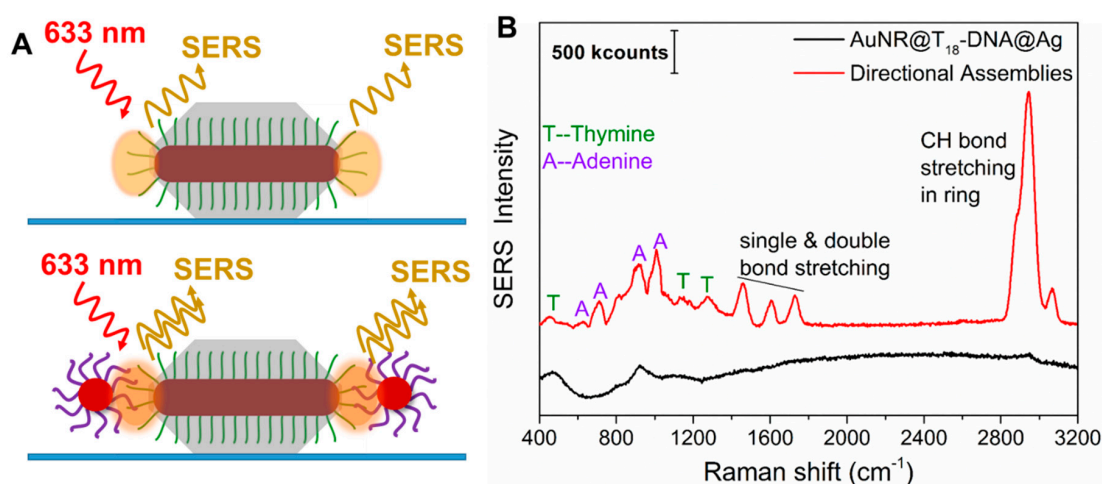 A
633 nm
SERS
SERS
633 nm
SERS
SERS
B
500 kcounts
AuNR@T₁₈-DNA@Ag
Directional Assemblies
T--Thymine
A--Adenine
CH bond
stretching
in ring
single & double
bond stretching
T
A
A
A
A
T
T
SERS Intensity
400
800
1200
1600
2000
2400
2800
3200
Raman shift (cm⁻¹)